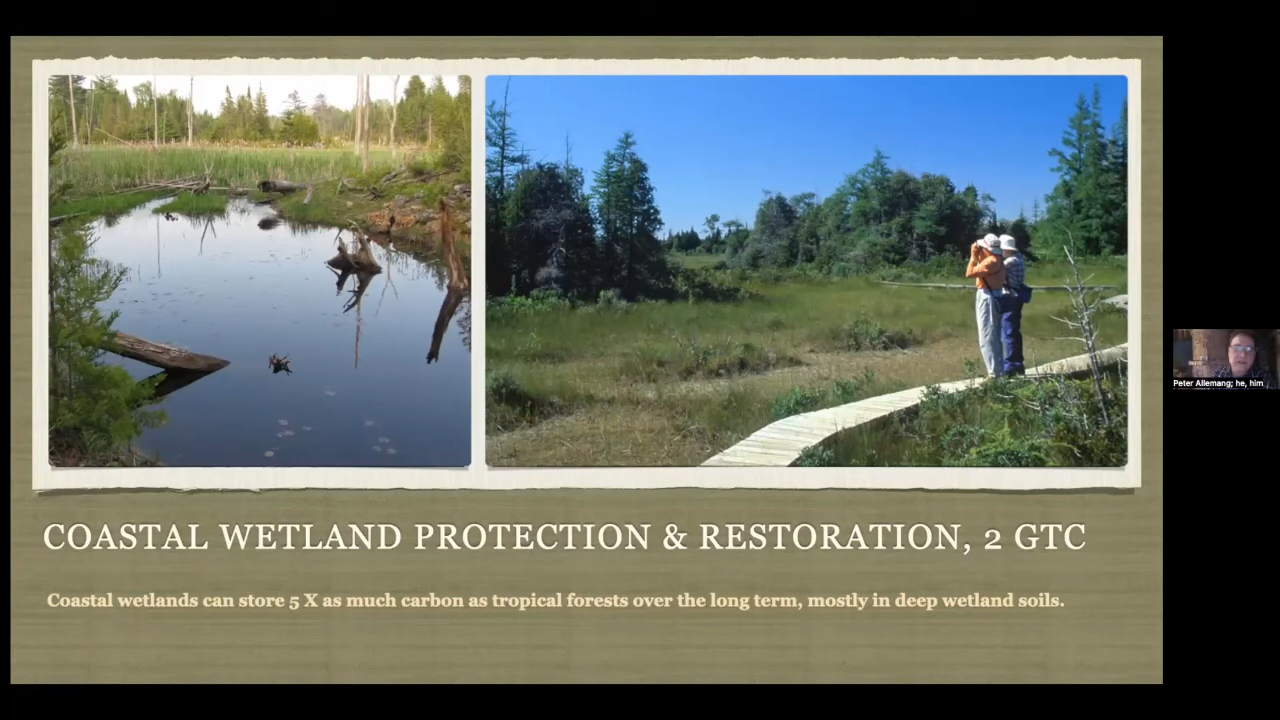 COASTAL WETLAND PROTECTION & RESTORATION, 2 GTC
Coastal wetlands can store 5 X as much carbon as tropical forests over the long term, mostly in deep wetland soils.
Peter Allemang; he, him